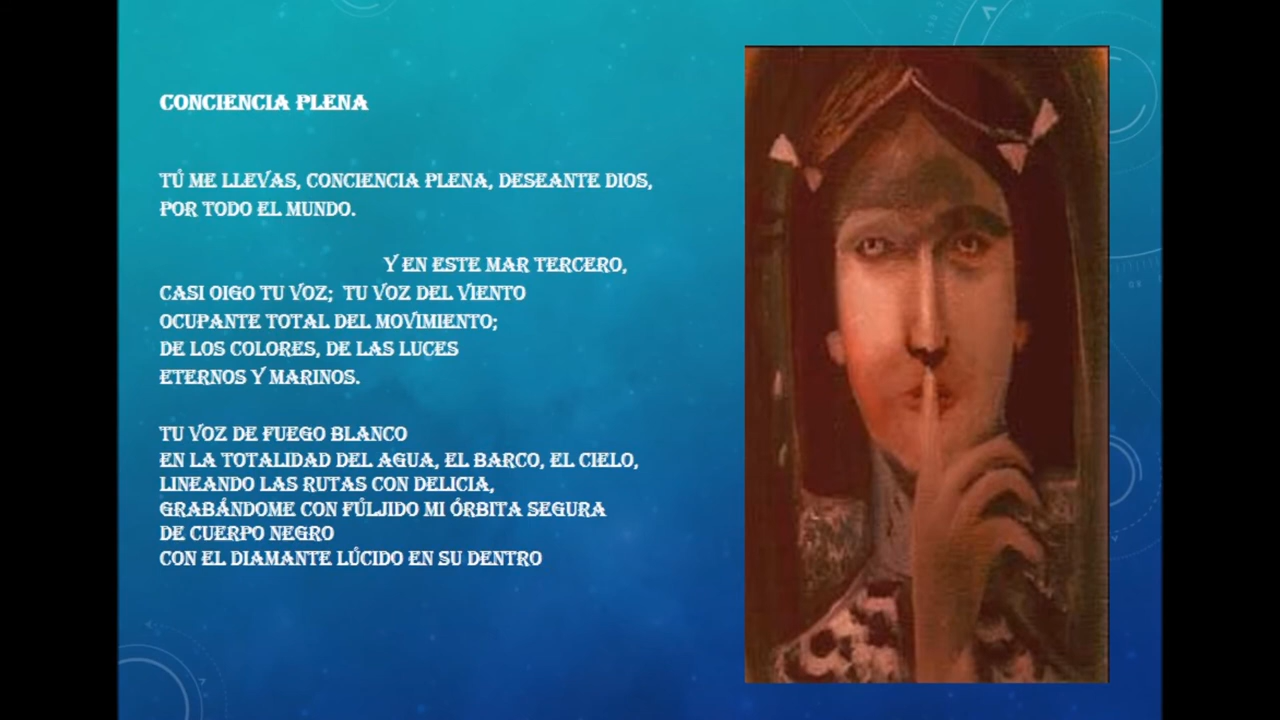 CONCIENCIA PLENA
TÚ ME LLEVAS, CONCIENCIA PLENA, DESEANTE DIOS,
POR TODO EL MUNDO.
Y EN ESTE MAR TERCERO,
CASI OIGO TU VOZ; TU VOZ DEL VIENTO
OCUPANTE TOTAL DEL MOVIMIENTO;
DE LOS COLORES, DE LAS LUCES
ETERNOS Y MARINOS.
TU VOZ DE FUEGO BLANCO
EN LA TOTALIDAD DEL AGUA, EL BARCO, EL CIELO,
LINEANDO LAS RUTAS CON DELICIA,
GRABÁNDOME CON FÚLJIDO MI ÓRBITA SEGURA
DE CUERPO NEGRO
CON EL DIAMANTE LÚCIDO EN SU DENTRO